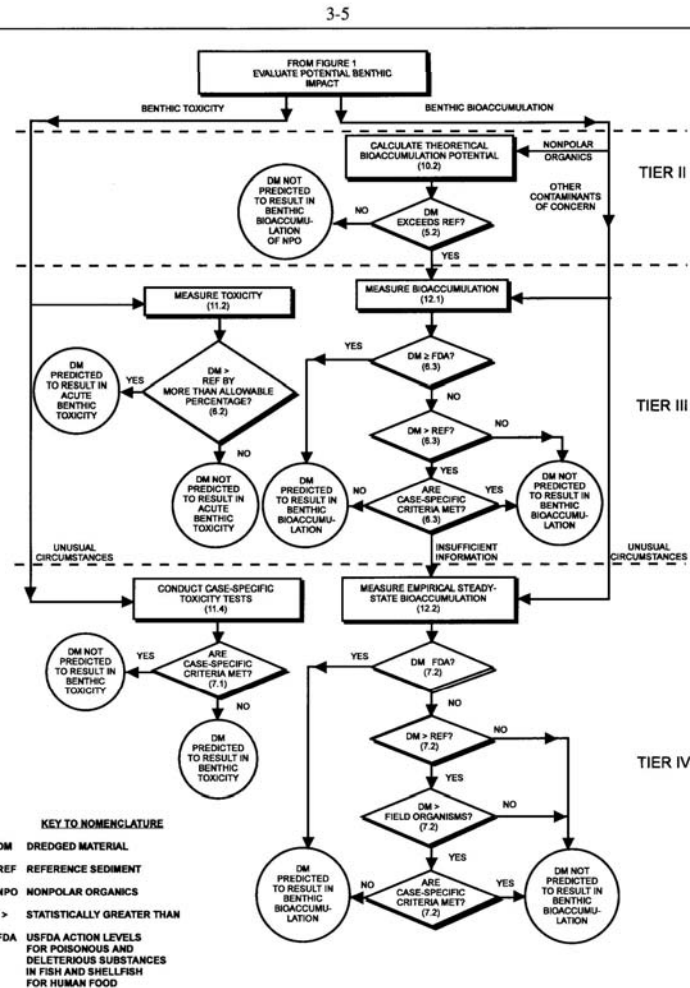 3-5
FROM FIGURE 1
EVALUATE POTENTIAL BENTHIC
IMPACT
BENTHIC TOXICITY
BENTHIC BIOACCUMULATION
CALCULATE THEORETICAL
BIOACCUMULATION POTENTIAL
(10.2)
NONPOLAR
ORGANICS
TIER II
DM NOT
PREDICTED
TO RESULT IN
BENTHIC
BIOACCUMU-
LATION
OF NPO
NO
DM
EXCEEDS REF?
(5.2)
OTHER
CONTAMINANTS
OF CONCERN
YES
MEASURE TOXICITY
(11.2)
MEASURE BIOACCUMULATION
(12.1)
DM
PREDICTED
TO RESULT IN
ACUTE
BENTHIC
TOXICITY
YES
DM >
REF BY
MORE THAN ALLOWABLE
PERCENTAGE?
(6.2)
YES
DM ≥ FDA?
(6.3)
NO
TIER III
DM > REF?
(6.3)
NO
NO
YES
DM NOT
PREDICTED
TO RESULT IN
ACUTE
BENTHIC
TOXICITY
DM
PREDICTED
TO RESULT IN
BENTHIC
BIOACCUMU-
LATION
NO
ARE
CASE-SPECIFIC
CRITERIA MET?
(6.3)
YES
DM NOT
PREDICTED
TO RESULT IN
BENTHIC
BIOACCUMU-
LATION
UNUSUAL
CIRCUMSTANCES
INSUFFICIENT
INFORMATION
UNUSUAL
CIRCUMSTANCES
CONDUCT CASE-SPECIFIC
TOXICITY TESTS
(11.4)
MEASURE EMPIRICAL STEADY-
STATE BIOACCUMULATION
(12.2)
DM NOT
PREDICTED
TO RESULT IN
BENTHIC
TOXICITY
YES
ARE
CASE-SPECIFIC
CRITERIA MET?
(7.1)
YES
DM FDA?
(7.2)
NO
NO
DM
PREDICTED
TO RESULT IN
BENTHIC
TOXICITY
DM > REF?
(7.2)
NO
TIER IV
YES
DM >
FIELD ORGANISMS?
(7.2)
NO
YES
DM
PREDICTED
TO RESULT IN
BENTHIC
BIOACCUMU-
LATION
NO
ARE
CASE-SPECIFIC
CRITERIA MET?
(7.2)
YES
DM NOT
PREDICTED
TO RESULT IN
BENTHIC
BIOACCUMU-
LATION
KEY TO NOMENCLATURE
DM DREDGED MATERIAL
REF REFERENCE SEDIMENT
NPO NONPOLAR ORGANICS
> STATISTICALLY GREATER THAN
FDA USFDA ACTION LEVELS
FOR POISONOUS AND
DELETERIOUS SUBSTANCES
IN FISH AND SHELLFISH
FOR HUMAN FOOD